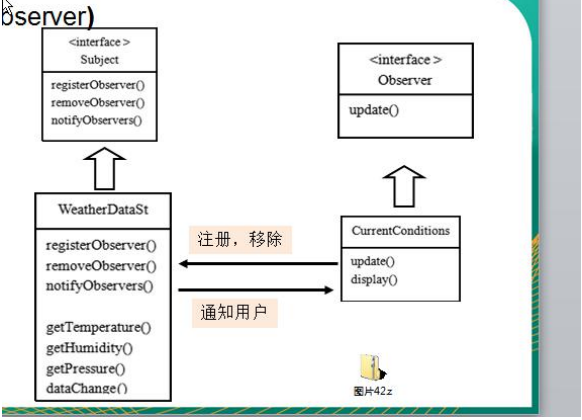 bserver)
<interface >
Subject
registerObserver()
removeObserver()
notifyObservers()
<interface >
Observer
update()
WeatherDataSt
registerObserver()
removeObserver()
notifyObservers()
getTemperature()
getHumidity()
getPressure()
dataChange()
注册，移除
通知用户
CurrentConditions
update()
display()
图片42.z